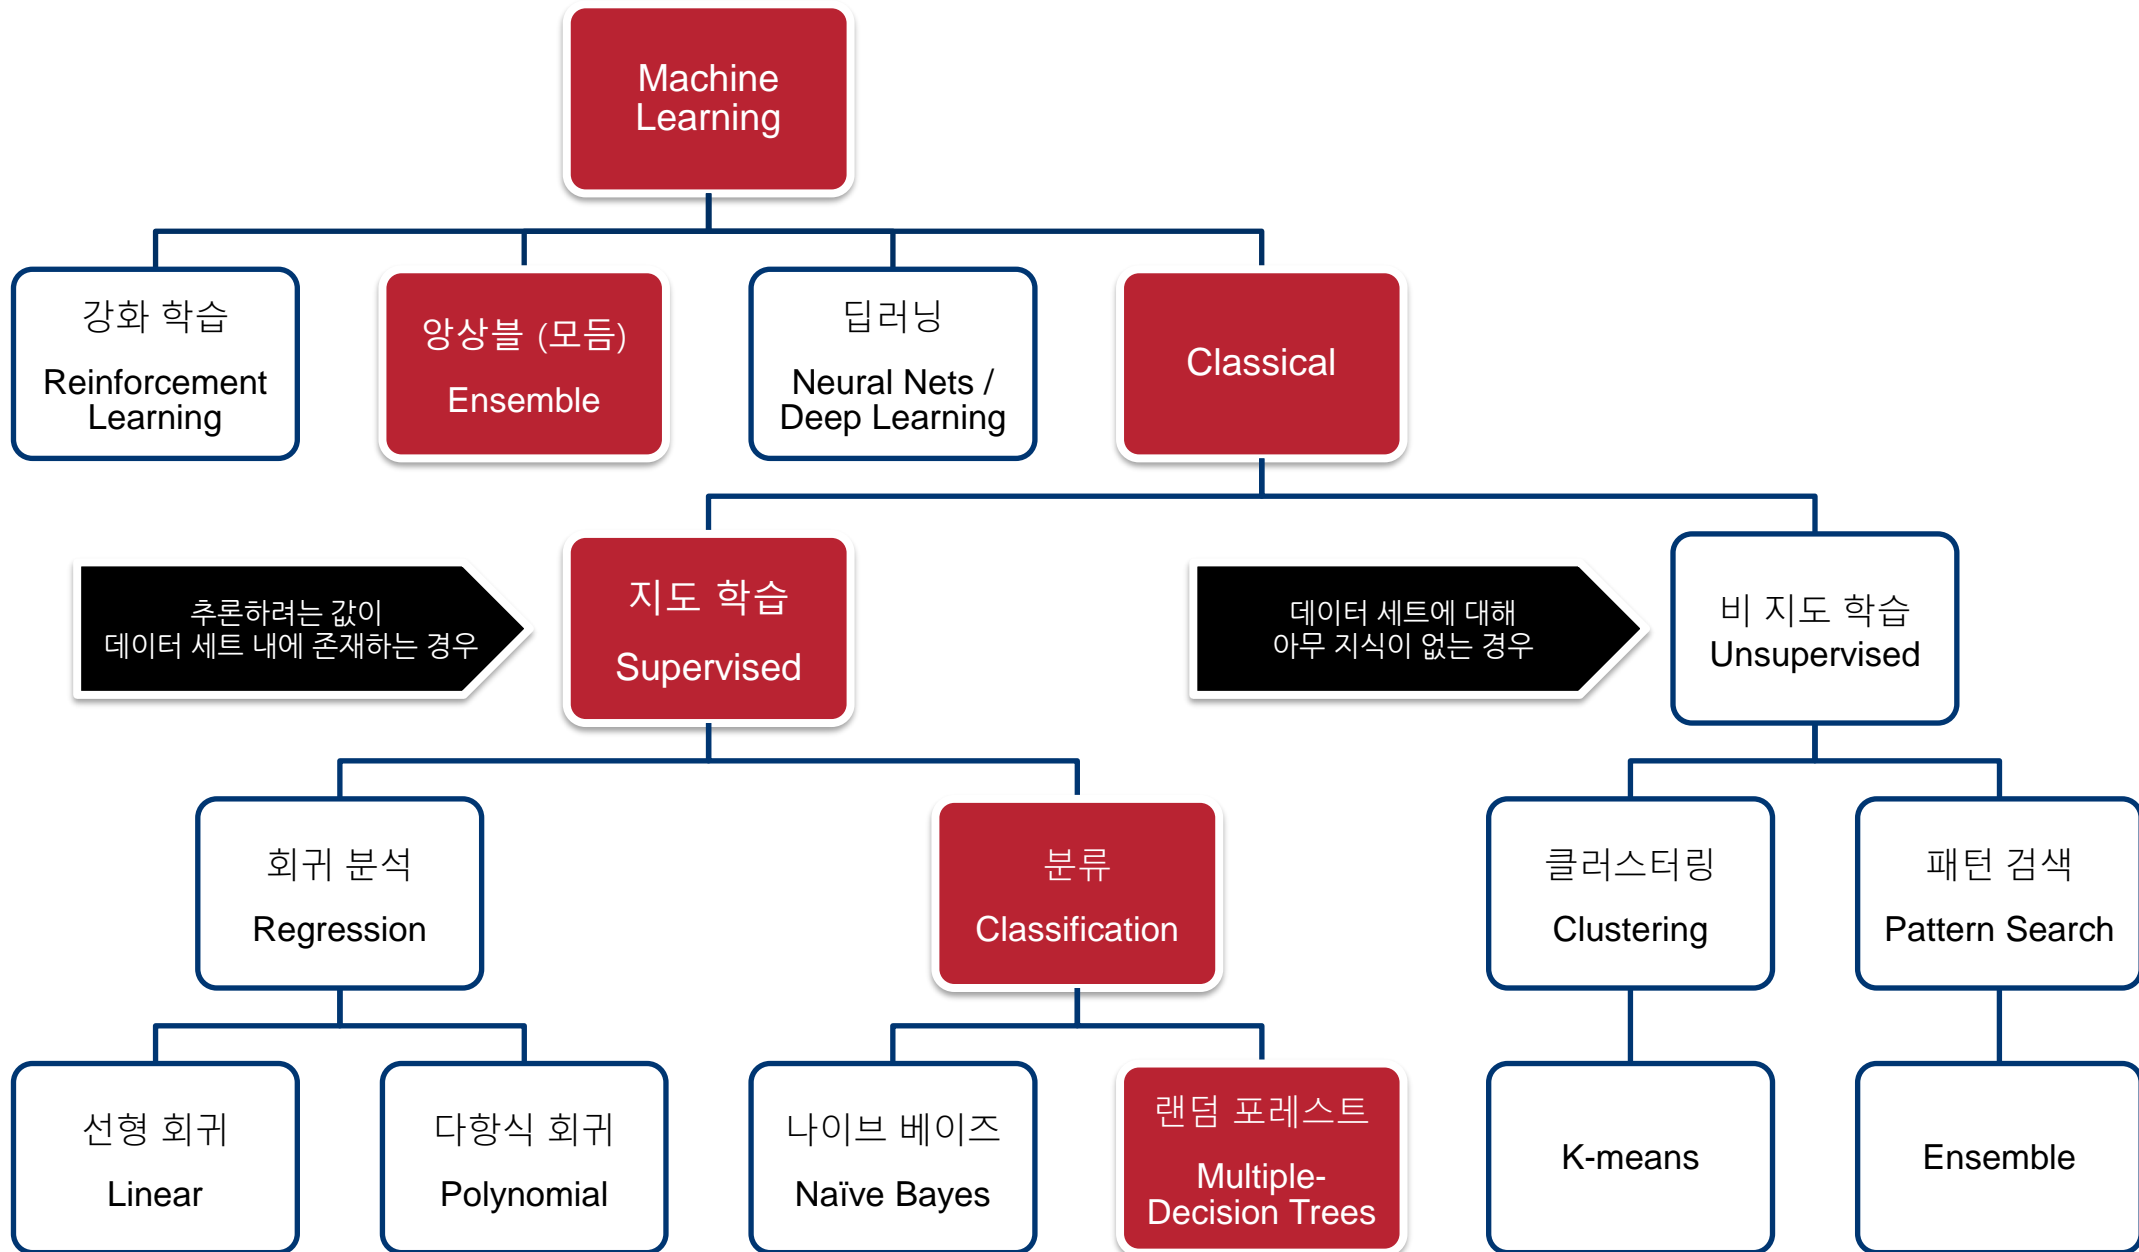 Machine
Learning
강화 학습
Reinforcement
Learning
앙상블 (모듬)
Ensemble
딥러닝
Neural Nets /
Deep Learning
Classical
추론하려는 값이
데이터 세트 내에 존재하는 경우
지도 학습
Supervised
데이터 세트에 대해
아무 지식이 없는 경우
비 지도 학습
Unsupervised
회귀 분석
Regression
분류
Classification
클러스터링
Clustering
패턴 검색
Pattern Search
선형 회귀
Linear
다항식 회귀
Polynomial
나이브 베이즈
Naïve Bayes
랜덤 포레스트
Multiple-
Decision Trees
K-means
Ensemble